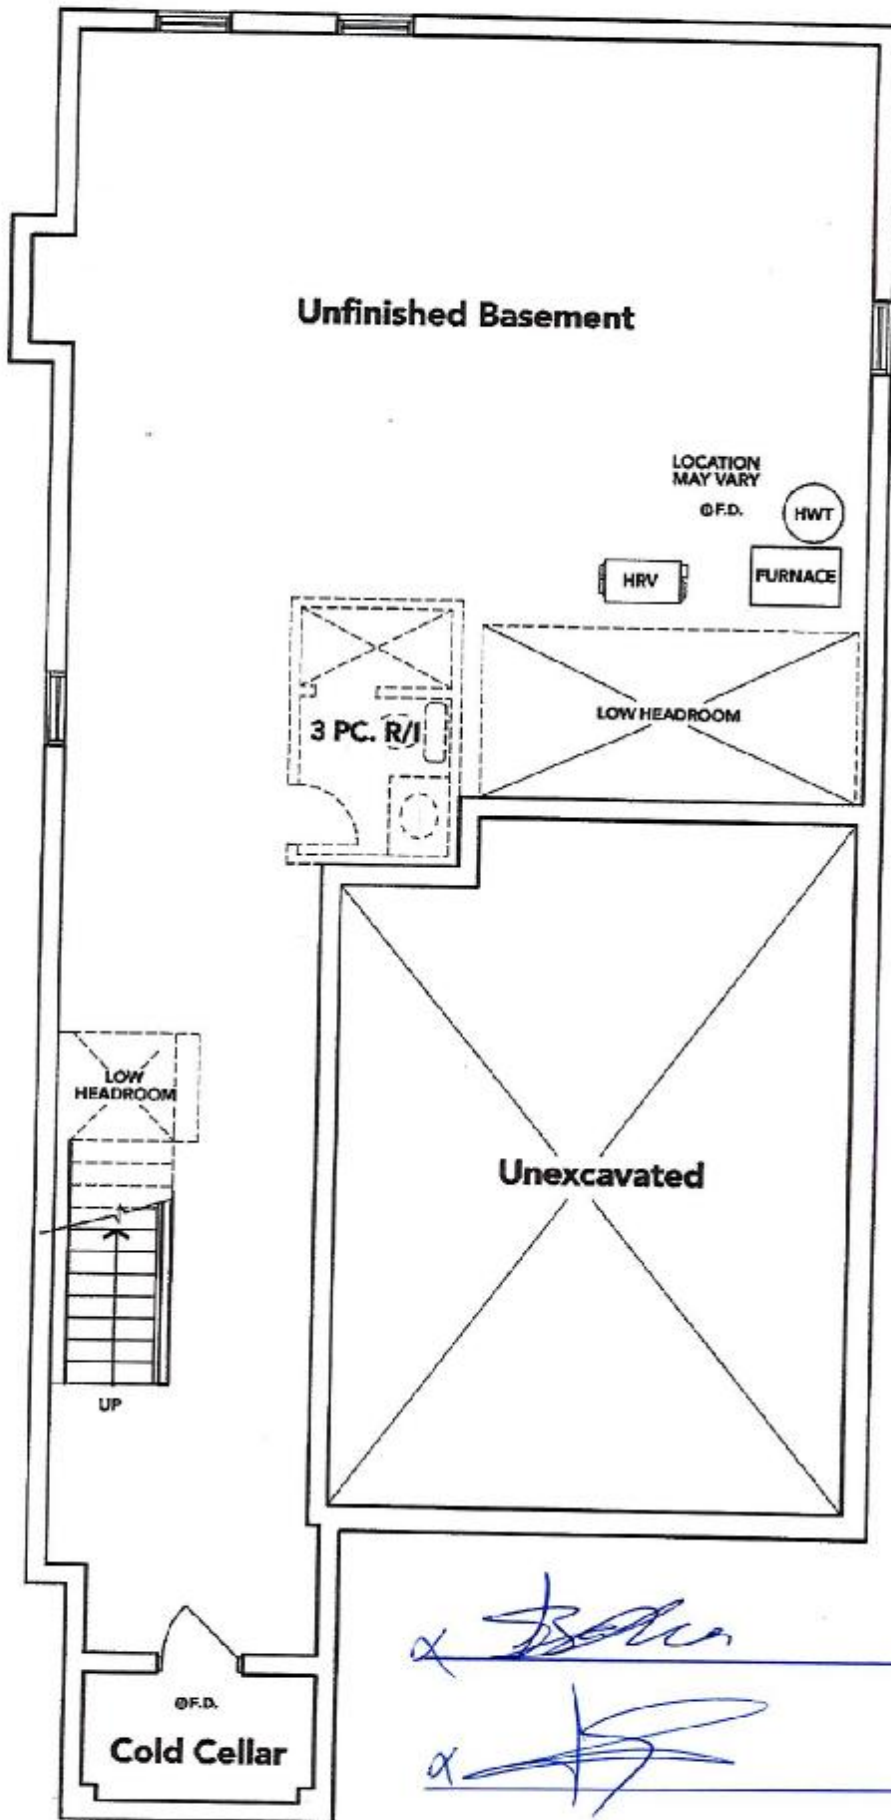 Unfinished Basement
LOCATION
MAY VARY
F.D.
HWT
HRV
FURNACE
LOW HEADROOM
3 PC. R/I
LOW
HEADROOM
Unexcavated
UP
F.D.
Cold Cellar